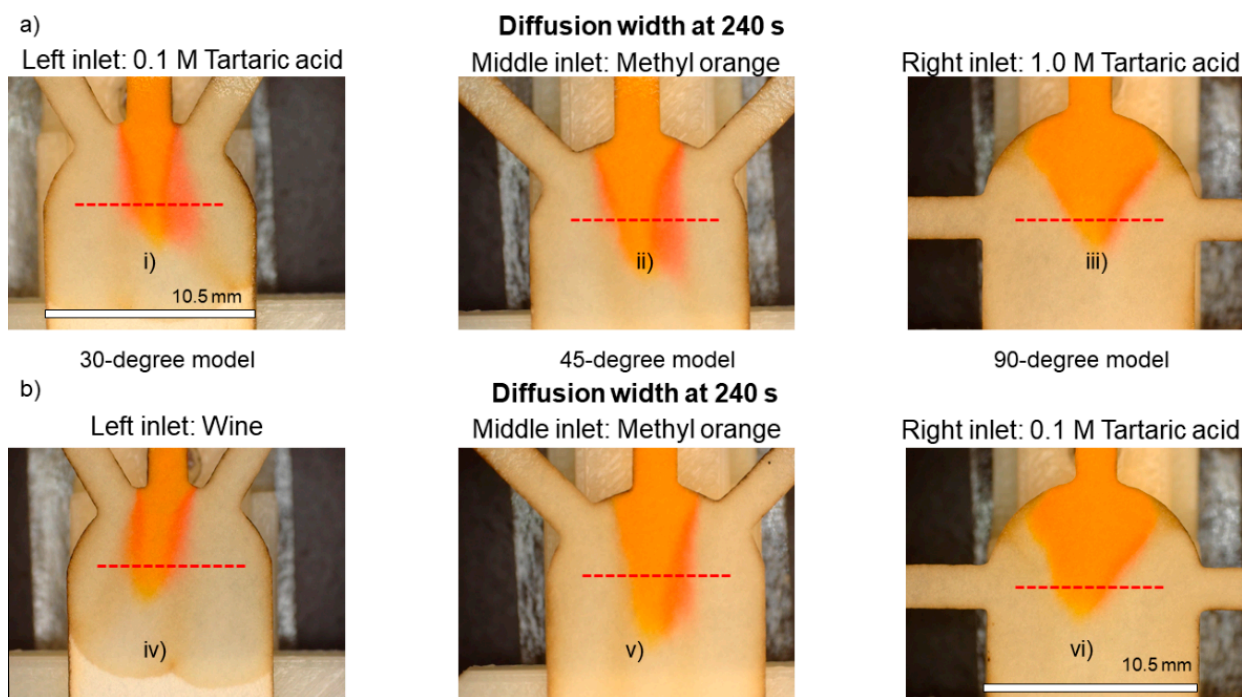 a)
Diffusion width at 240 s
Left inlet: 0.1 M Tartaric acid
Middle inlet: Methyl orange
Right inlet: 1.0 M Tartaric acid
i)
ii)
iii)
10.5 mm
30-degree model
45-degree model
90-degree model
b)
Diffusion width at 240 s
Left inlet: Wine
Middle inlet: Methyl orange
Right inlet: 0.1 M Tartaric acid
iv)
v)
vi)
10.5 mm